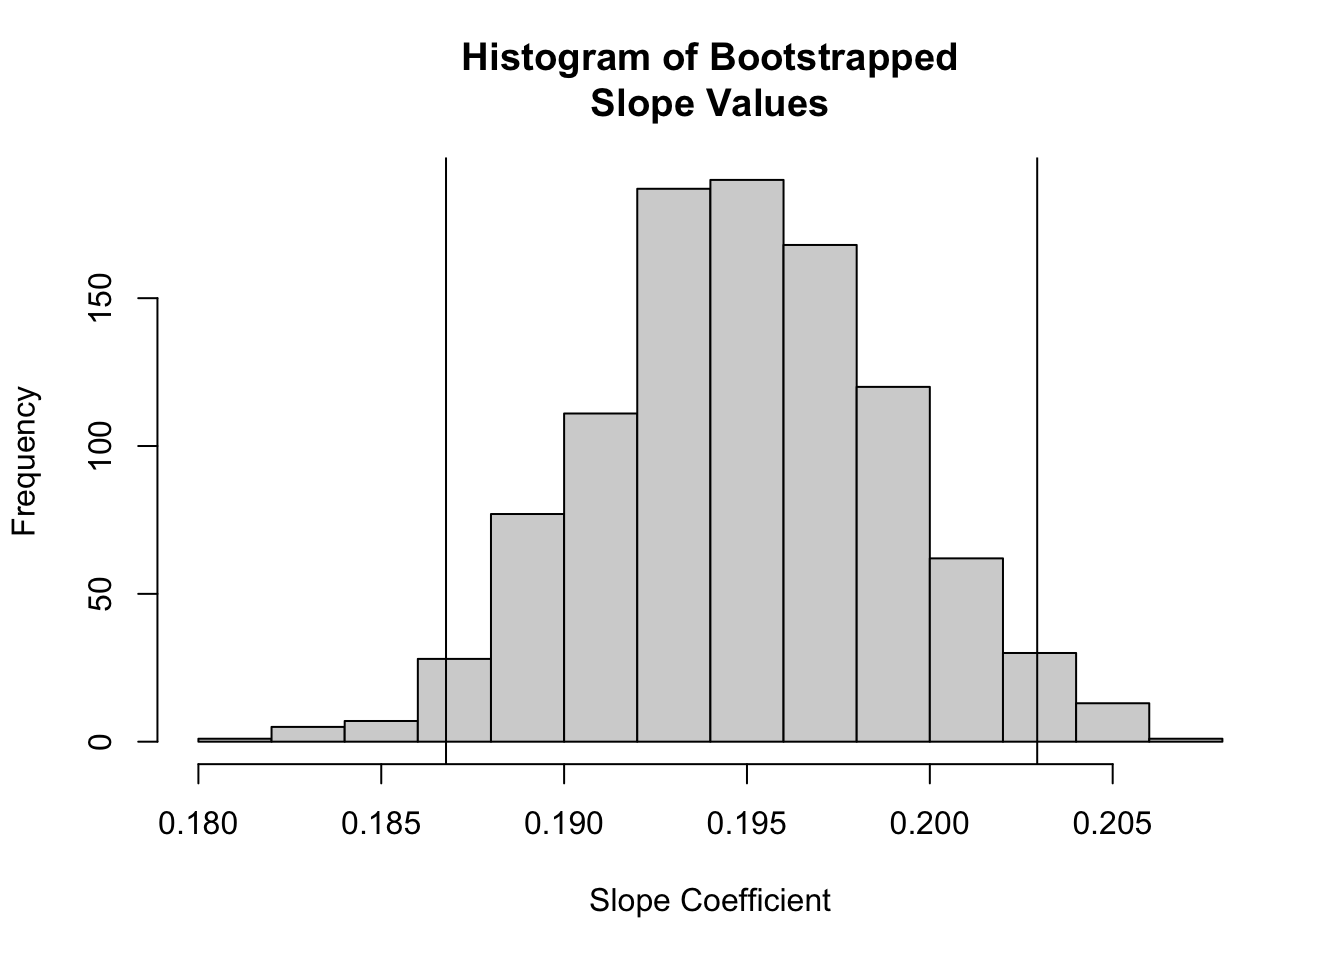 Histogram of Bootstrapped
Slope Values
Frequency
150
100
50
0
0.180 0.185 0.190 0.195 0.200 0.205
Slope Coefficient